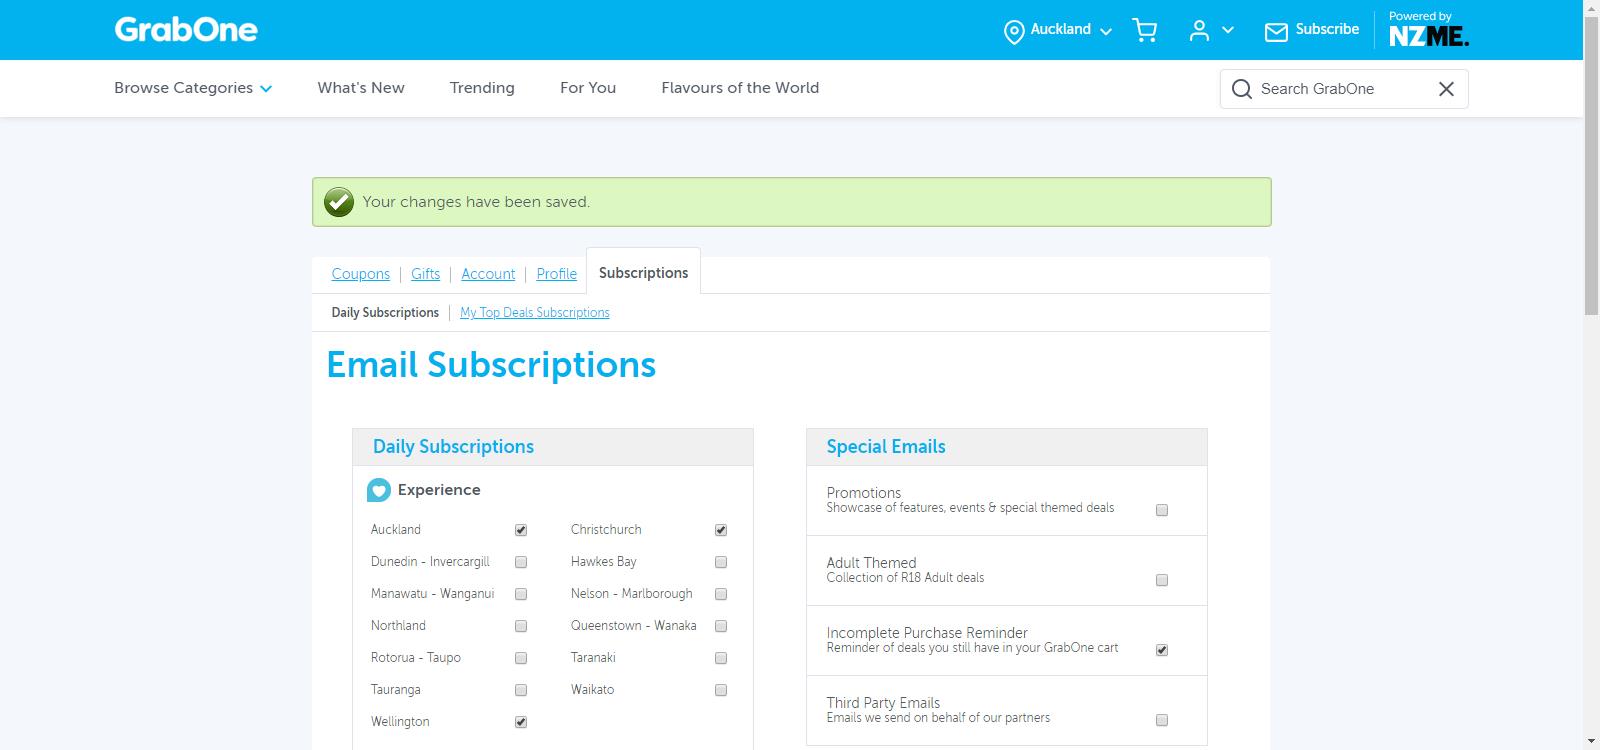 GrabOne
Auckland
Subscribe
Powered by
NZME.
Browse Categories
What's New
Trending
For You
Flavours of the World
Search GrabOne
Your changes have been saved.
Coupons
Gifts
Account
Profile
Subscriptions
Daily Subscriptions
My Top Deals Subscriptions
Email Subscriptions
Daily Subscriptions
Experience
Auckland
Christchurch
Dunedin - Invercargill
Hawkes Bay
Manawatu - Wanganui
Nelson - Marlborough
Northland
Queenstown - Wanaka
Rotorua - Taupo
Taranaki
Tauranga
Waikato
Wellington
Special Emails
Promotions
Showcase of features, events & special themed deals
Adult Themed
Collection of R18 Adult deals
Incomplete Purchase Reminder
Reminder of deals you still have in your GrabOne cart
Third Party Emails
Emails we send on behalf of our partners